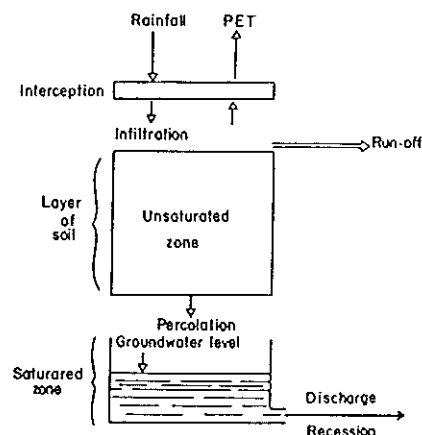 Rainfall PET
Interception
Infiltration
Run-off
Layer
of
soil
Unsaturated
zone
Percolation
Groundwater level
Saturared
zone
Discharge
Recession